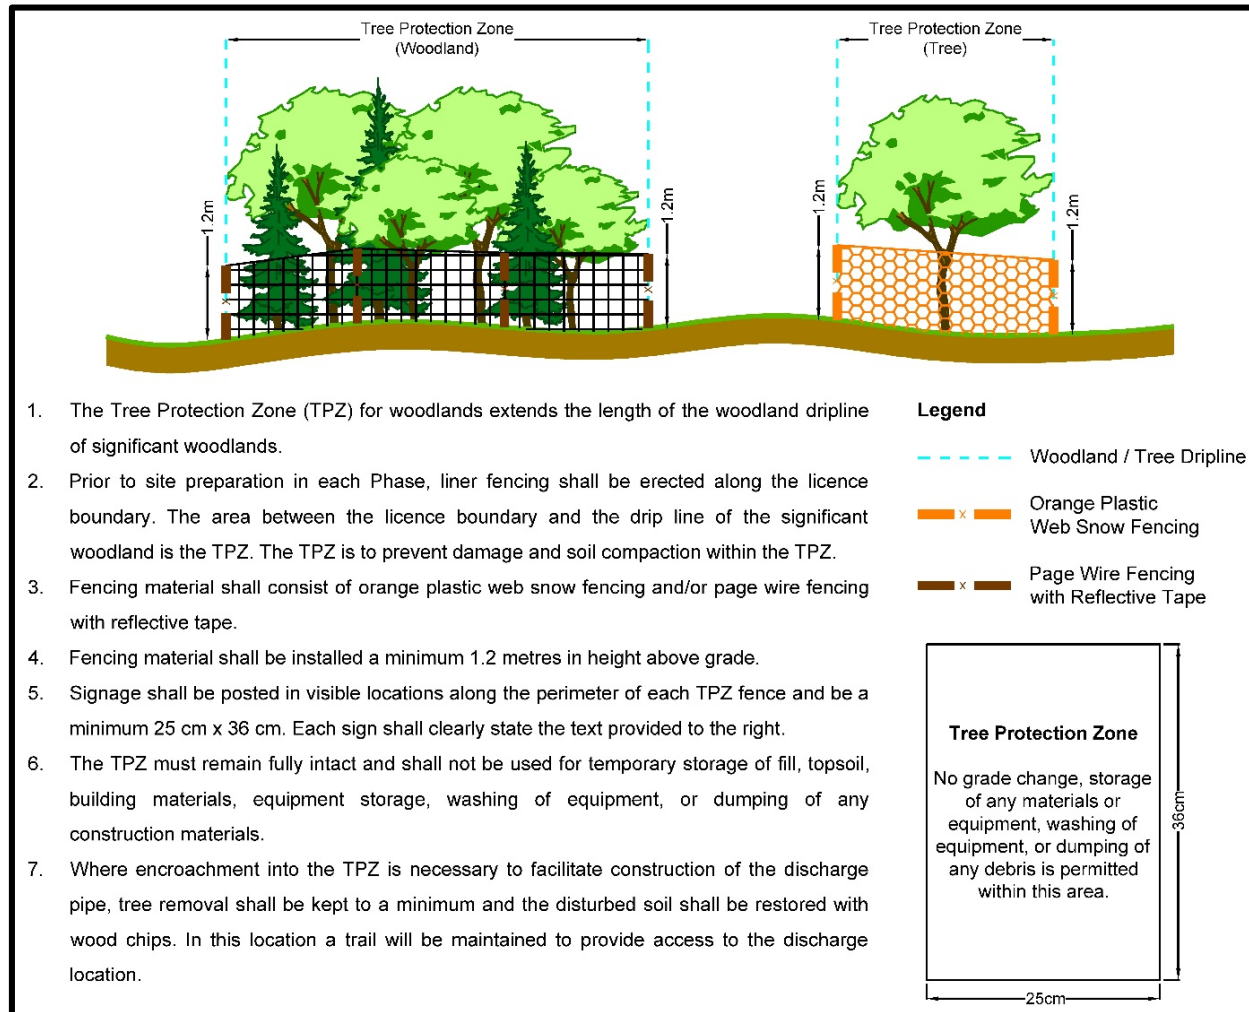 Tree Protection Zone
(Woodland)
Tree Protection Zone
(Tree)
1.2m
1.2m
1.2m
1.2m
1. The Tree Protection Zone (TPZ) for woodlands extends the length of the woodland dripline
of significant woodlands.
2. Prior to site preparation in each Phase, liner fencing shall be erected along the licence
boundary. The area between the licence boundary and the drip line of the significant
woodland is the TPZ. The TPZ is to prevent damage and soil compaction within the TPZ.
3. Fencing material shall consist of orange plastic web snow fencing and/or page wire fencing
with reflective tape.
4. Fencing material shall be installed a minimum 1.2 metres in height above grade.
5. Signage shall be posted in visible locations along the perimeter of each TPZ fence and be a
minimum 25 cm x 36 cm. Each sign shall clearly state the text provided to the right.
6. The TPZ must remain fully intact and shall not be used for temporary storage of fill, topsoil,
building materials, equipment storage, washing of equipment, or dumping of any
construction materials.
7. Where encroachment into the TPZ is necessary to facilitate construction of the discharge
pipe, tree removal shall be kept to a minimum and the disturbed soil shall be restored with
wood chips. In this location a trail will be maintained to provide access to the discharge
location.
Legend
Woodland / Tree Dripline
Orange Plastic
Web Snow Fencing
Page Wire Fencing
with Reflective Tape
Tree Protection Zone
No grade change, storage
of any materials or
equipment, washing of
equipment, or dumping of
any debris is permitted
within this area.
36cm
25cm